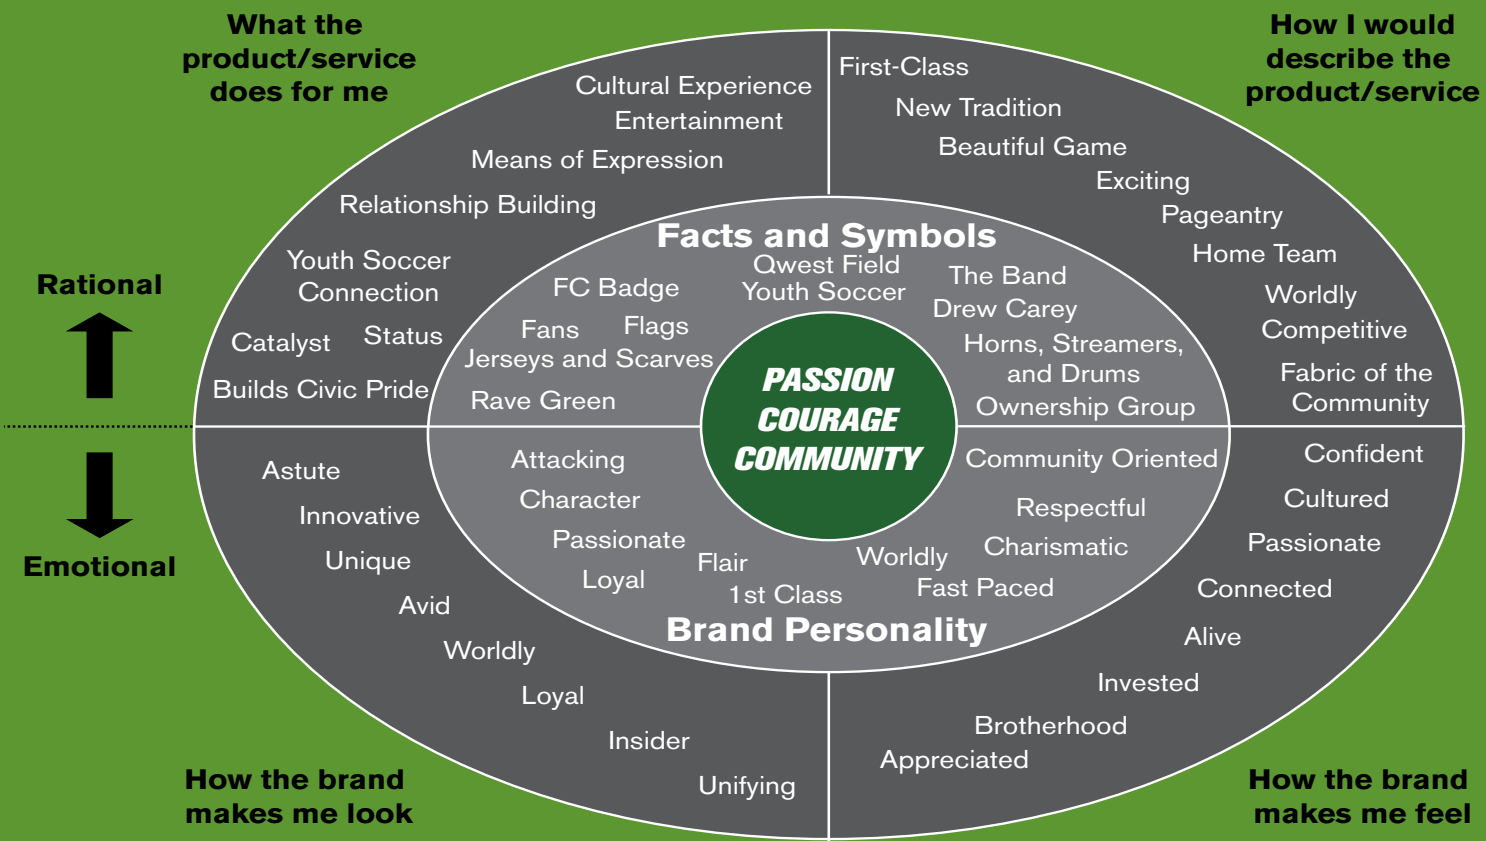 What the
product/service
does for me
How I would
describe the
product/service
Cultural Experience
Entertainment
Means of Expression
Relationship Building
Youth Soccer
Connection
Catalyst
Status
Builds Civic Pride
First-Class
New Tradition
Beautiful Game
Exciting
Pageantry
Home Team
Worldly
Competitive
Fabric of the
Community
Rational
Emotional
Facts and Symbols
FC Badge
Fans
Flags
Jerseys and Scarves
Rave Green
Qwest Field
Youth Soccer
The Band
Drew Carey
Horns, Streamers,
and Drums
Ownership Group
PASSION
COURAGE
COMMUNITY
Attacking
Character
Passionate
Loyal
Flair
1st Class
Community Oriented
Respectful
Charismatic
Worldly
Fast Paced
Brand Personality
Astute
Innovative
Unique
Avid
Worldly
Loyal
Insider
Unifying
Confident
Cultured
Passionate
Connected
Alive
Invested
Brotherhood
Appreciated
How the brand
makes me look
How the brand
makes me feel